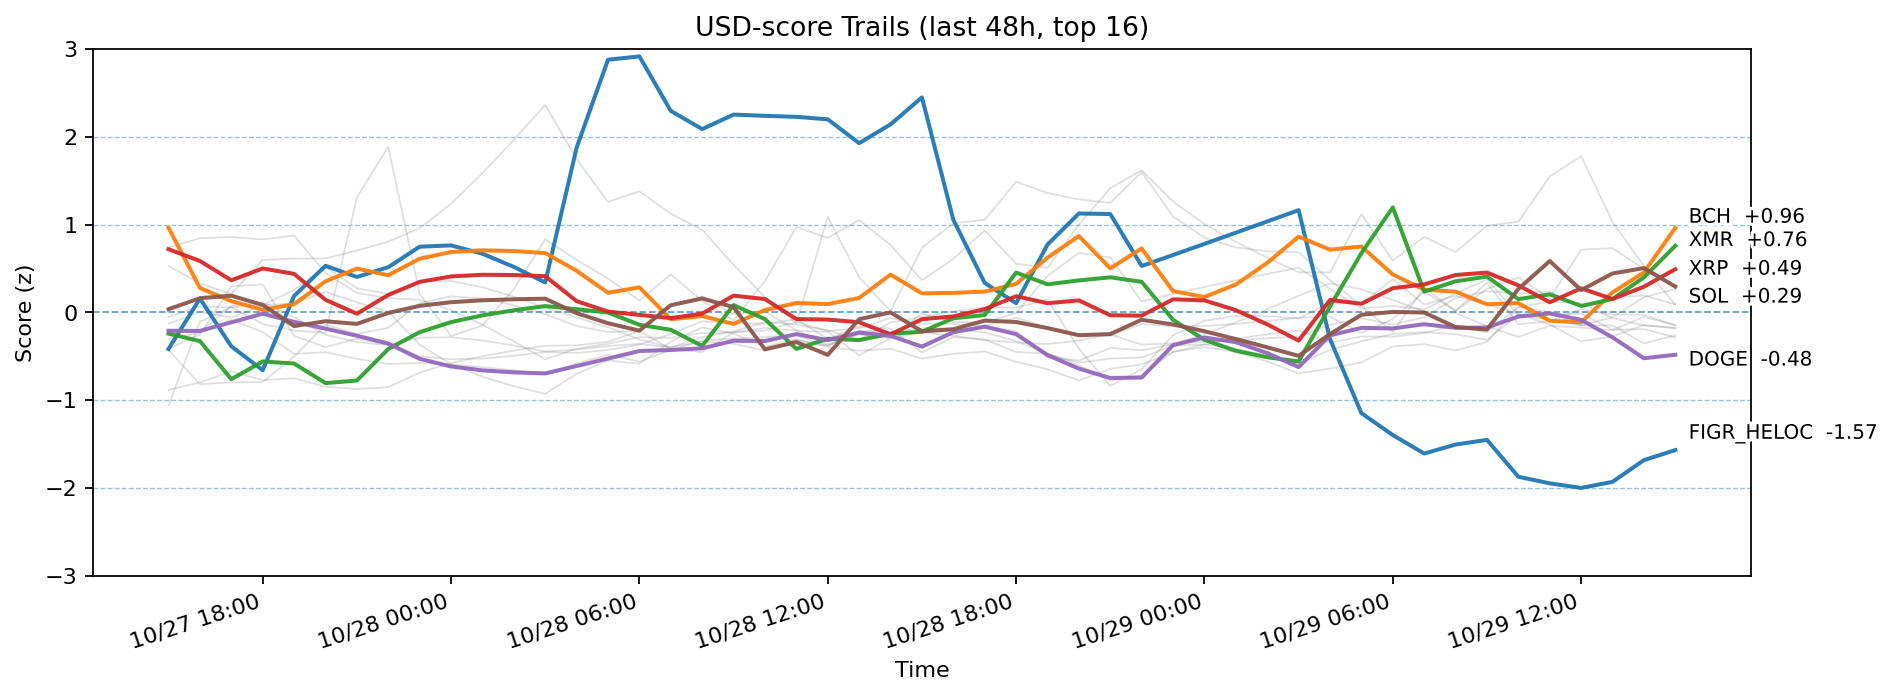 USD-score Trails (last 48h, top 16)
Score (z)
3
2
1
0
−1
−2
−3
BCH +0.96
XMR +0.76
XRP +0.49
SOL +0.29
DOGE -0.48
FIGR_HELOC -1.57
10/27 18:00
10/28 00:00
10/28 06:00
10/28 12:00
10/28 18:00
10/29 00:00
10/29 06:00
10/29 12:00
Time